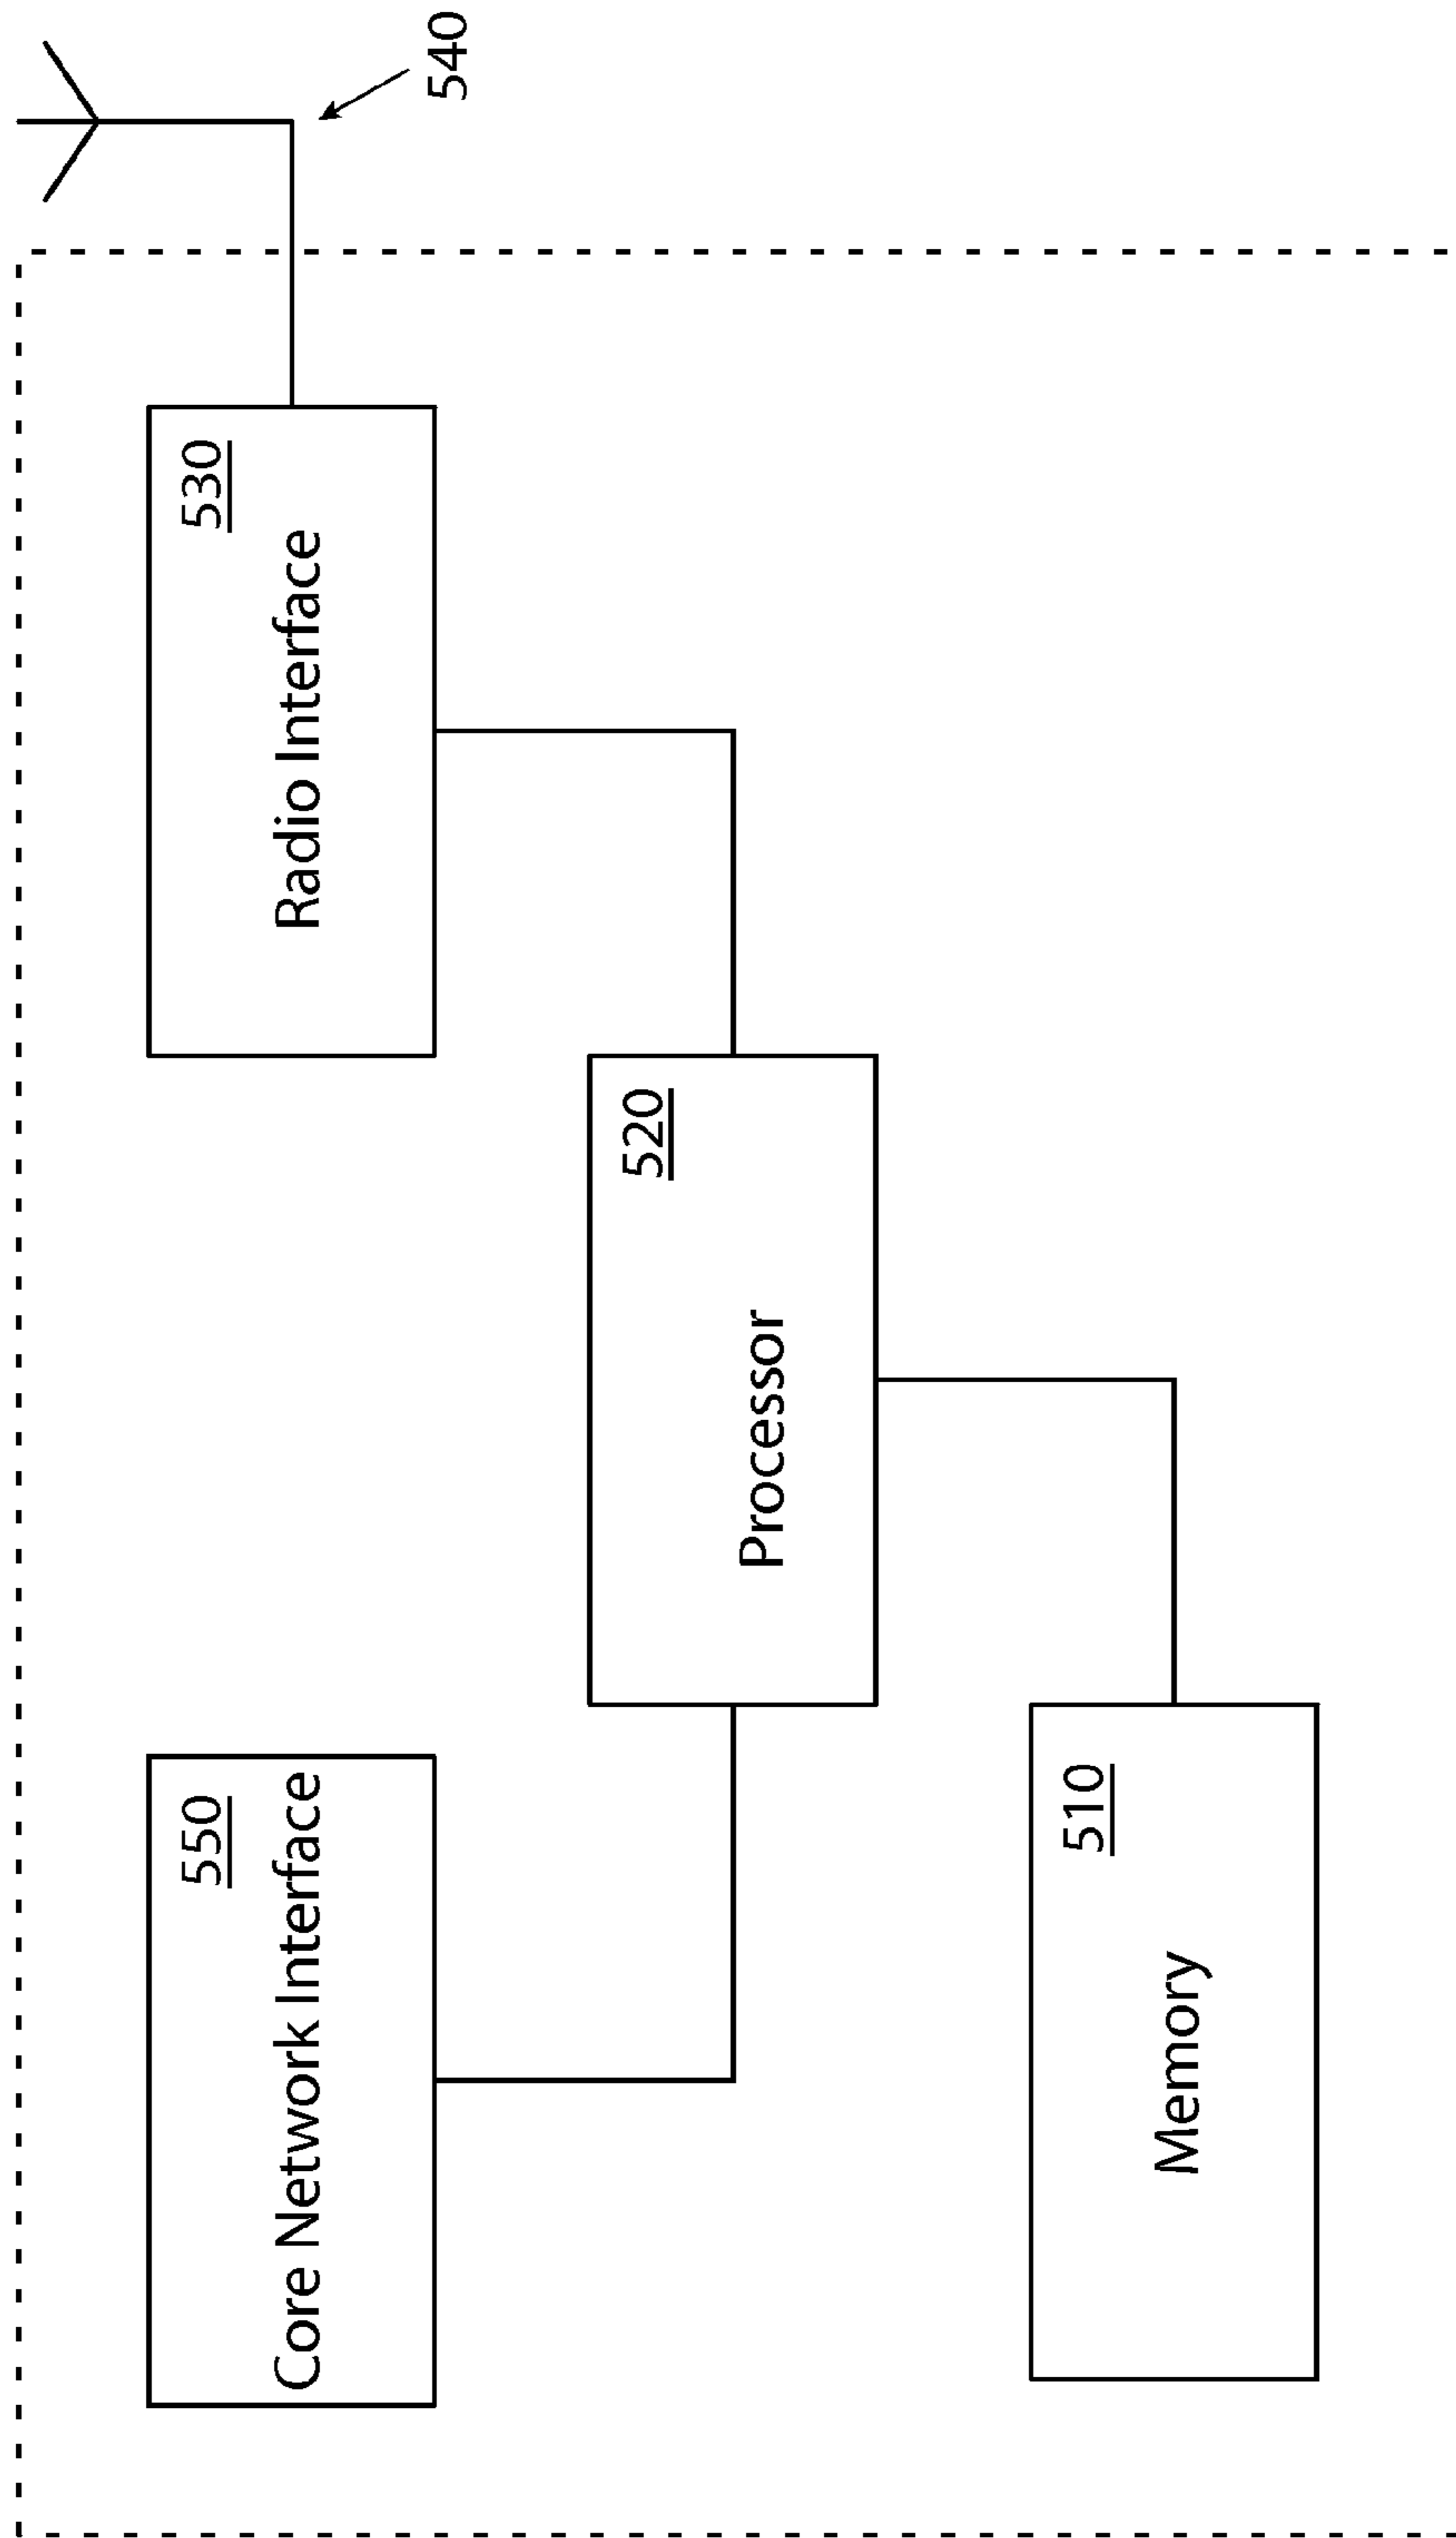 540
550
Core Network Interface
530
Radio Interface
520
Processor
510
Memory